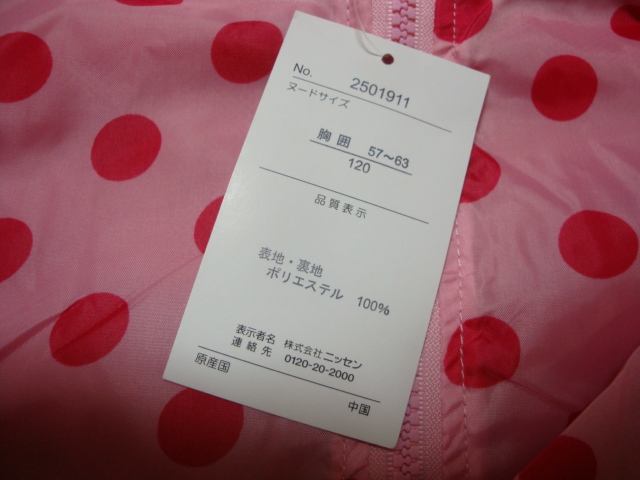 No. 2501911
ヌードサイズ
胸囲 57〜63
120
品質表示
表地・裏地
ポリエステル 100%
表示者名 株式会社ニッセン
連絡先 0120-20-2000
原産国
中国